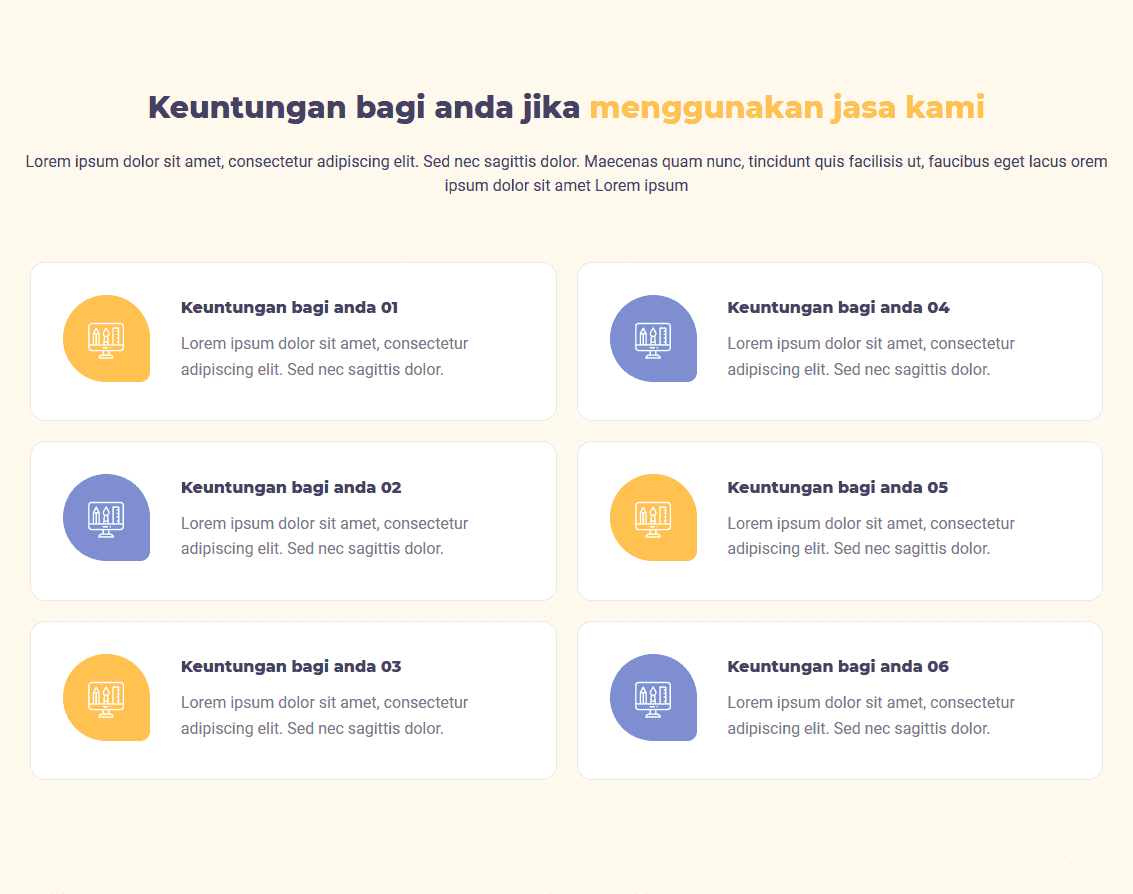 Keuntungan bagi anda jika menggunakan jasa kami
Lorem ipsum dolor sit amet, consectetur adipiscing elit. Sed nec sagittis dolor. Maecenas quam nunc, tincidunt quis facilisis ut, faucibus eget lacus orem
ipsum dolor sit amet Lorem ipsum
Keuntungan bagi anda 01
Lorem ipsum dolor sit amet, consectetur
adipiscing elit. Sed nec sagittis dolor.
Keuntungan bagi anda 02
Lorem ipsum dolor sit amet, consectetur
adipiscing elit. Sed nec sagittis dolor.
Keuntungan bagi anda 03
Lorem ipsum dolor sit amet, consectetur
adipiscing elit. Sed nec sagittis dolor.
Keuntungan bagi anda 04
Lorem ipsum dolor sit amet, consectetur
adipiscing elit. Sed nec sagittis dolor.
Keuntungan bagi anda 05
Lorem ipsum dolor sit amet, consectetur
adipiscing elit. Sed nec sagittis dolor.
Keuntungan bagi anda 06
Lorem ipsum dolor sit amet, consectetur
adipiscing elit. Sed nec sagittis dolor.